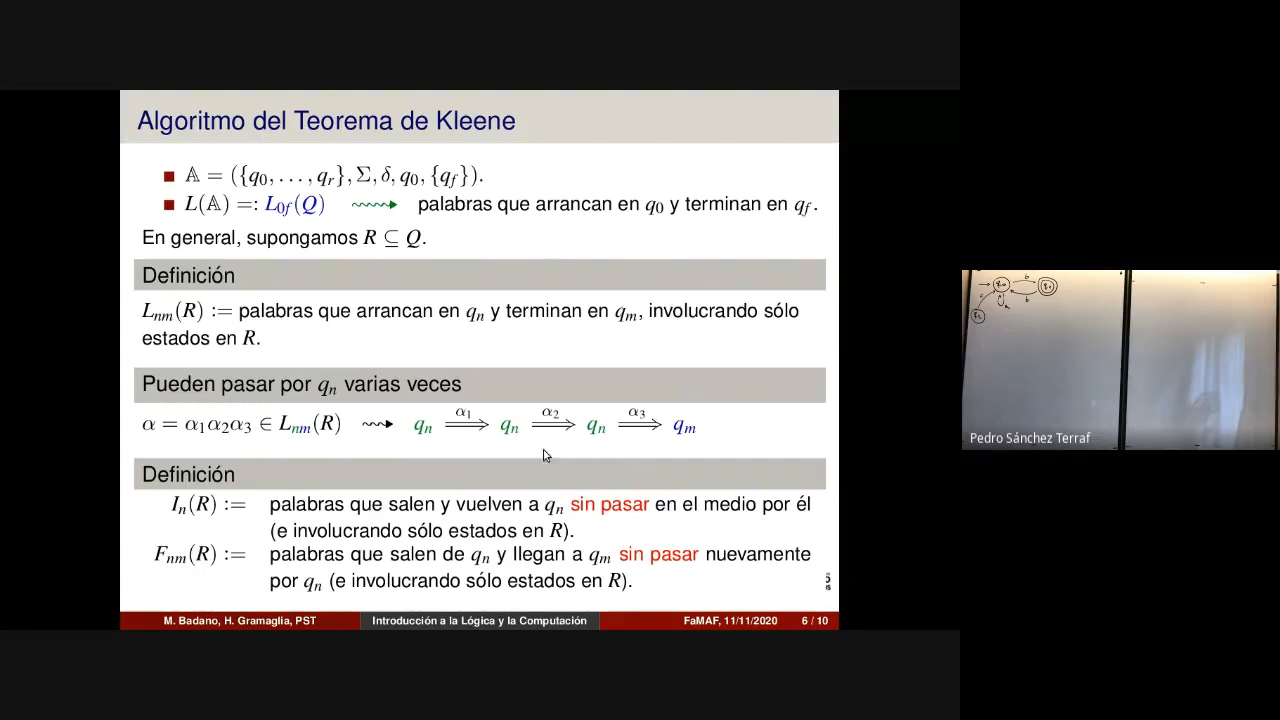 Algoritmo del Teorema de Kleene
𝔸 = ({q₀, . . . , qᵣ}, Σ, δ, q₀, {q_f}).
L(𝔸) =: L₀f(Q) ⇝ palabras que arrancan en q₀ y terminan en q_f.
En general, supongamos R ⊆ Q.
Definición
Lₙₘ(R) := palabras que arrancan en qₙ y terminan en qₘ, involucrando sólo
estados en R.
Pueden pasar por qₙ varias veces
α = α₁α₂α₃ ∈ Lₙₘ(R) ⇝ qₙ =α₁⇒ qₙ =α₂⇒ qₙ =α₃⇒ qₘ
Definición
Iₙ(R) := palabras que salen y vuelven a qₙ sin pasar en el medio por él
(e involucrando sólo estados en R).
Fₙₘ(R) := palabras que salen de qₙ y llegan a qₘ sin pasar nuevamente
por qₙ (e involucrando sólo estados en R).
M. Badano, H. Gramaglia, PST Introducción a la Lógica y la Computación FaMAF, 11/11/2020 6 / 10
Pedro Sánchez Terraf